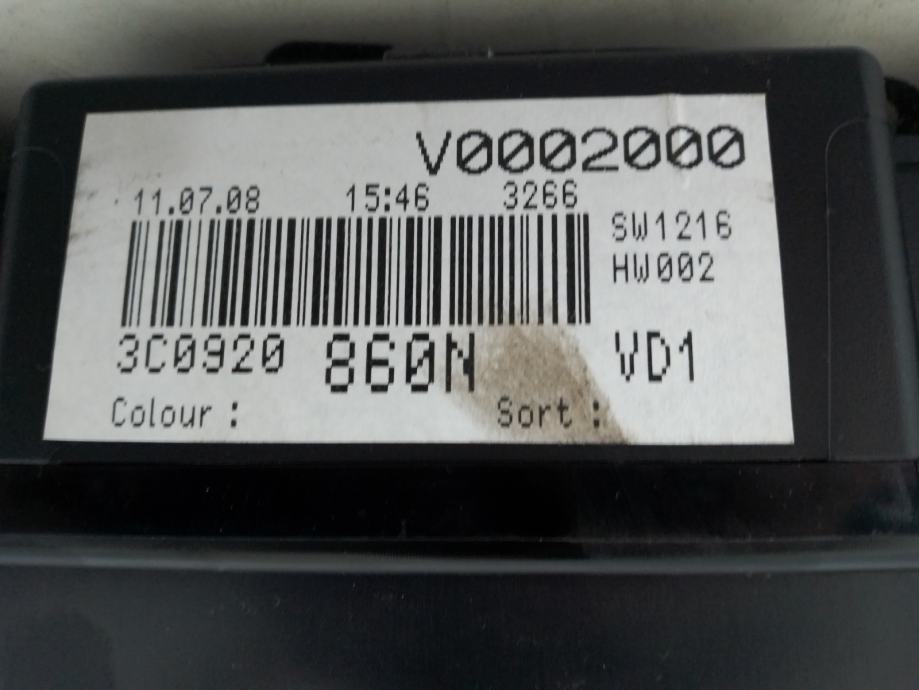 V0002000
11.07.08 15:46 3266
SW1216
HW002
3C0920 860N VD1
Colour : Sort :